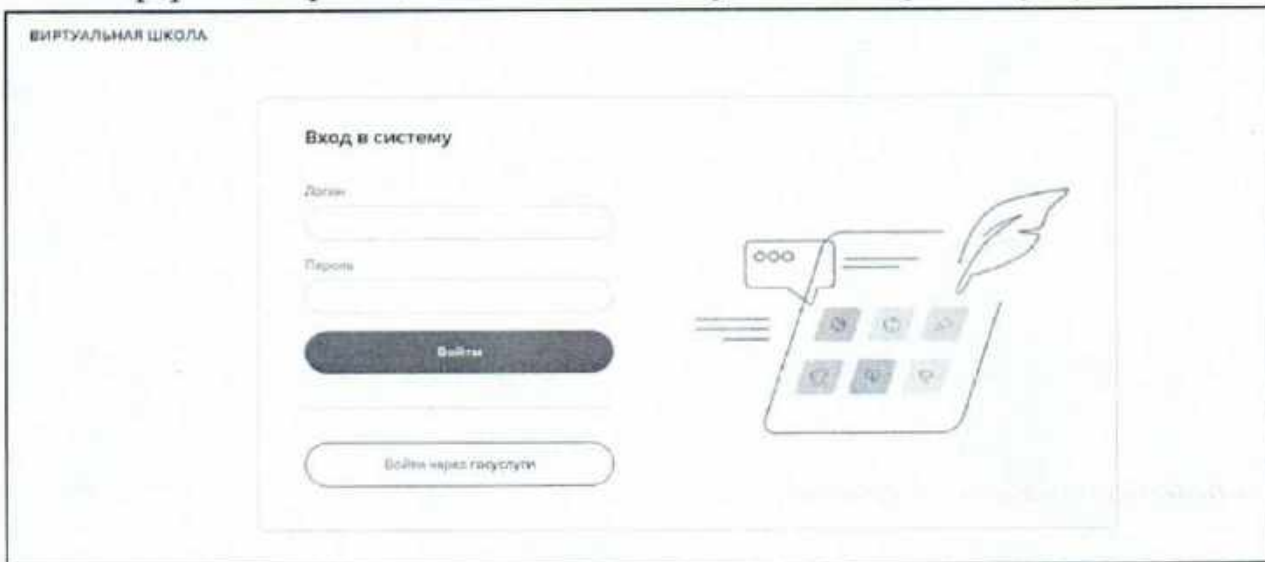 ВИРТУАЛЬНАЯ ШКОЛА
Вход в систему
Логин
Пароль
Войти
Войти через госуслуги